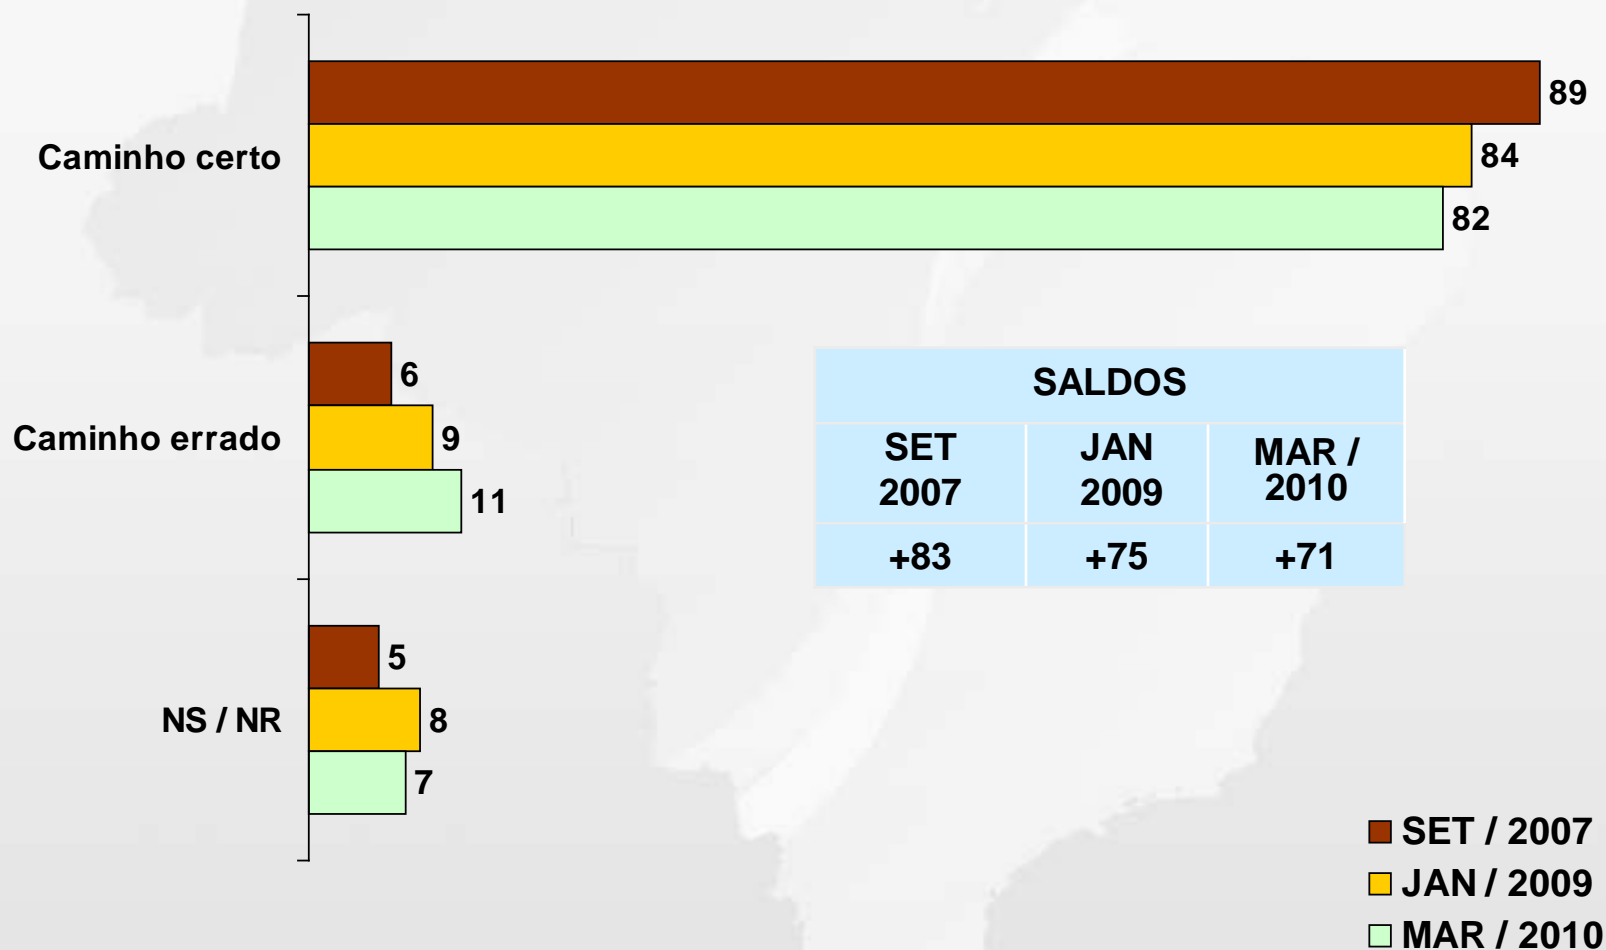 Caminho certo
89
84
82
Caminho errado
6
9
11
NS / NR
5
8
7
SALDOS
SET
2007
JAN
2009
MAR /
2010
+83
+75
+71
SET / 2007
JAN / 2009
MAR / 2010